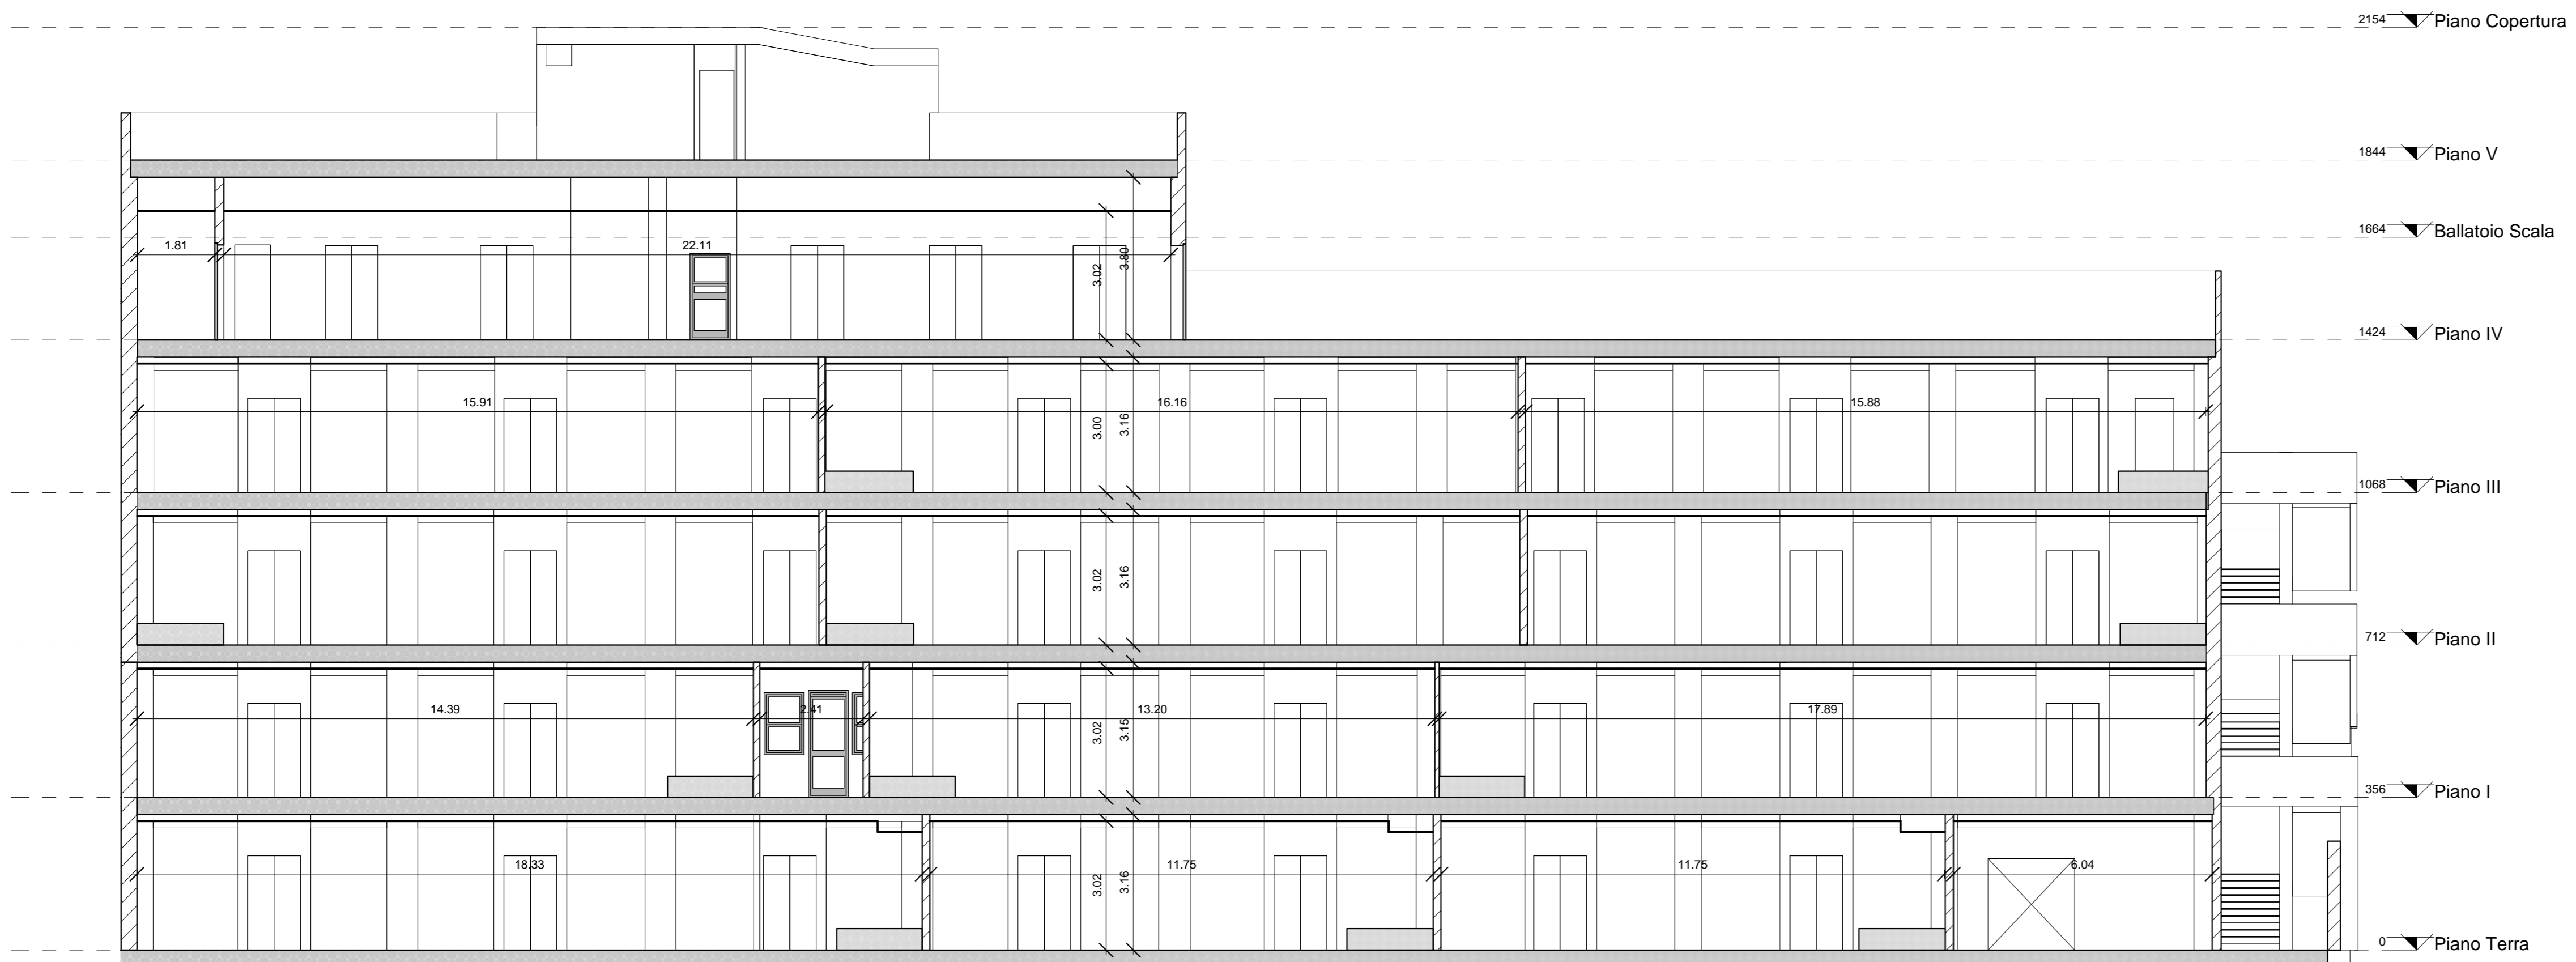 2154 Piano Copertura
1844 Piano V
1664 Ballatoio Scala
1.81 22.11 3.02 3.80
1424 Piano IV
15.91 3.00 3.16 16.16 15.88
1068 Piano III
3.02 3.16
712 Piano II
14.39 2.41 3.02 3.15 13.20 17.89
356 Piano I
18.33 3.02 3.16 11.75 11.75 6.04
0 Piano Terra